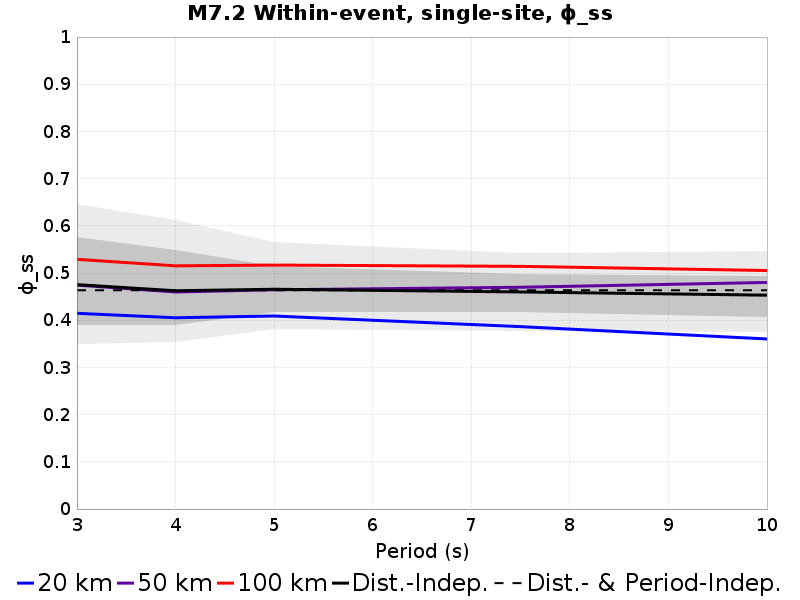 M7.2 Within-event, single-site, ϕ_ss
1
0.9
0.8
0.7
0.6
0.5
0.4
0.3
0.2
0.1
0
ϕ_ss
3 4 5 6 7 8 9 10
Period (s)
20 km 50 km 100 km Dist.-Indep. Dist.- & Period-Indep.